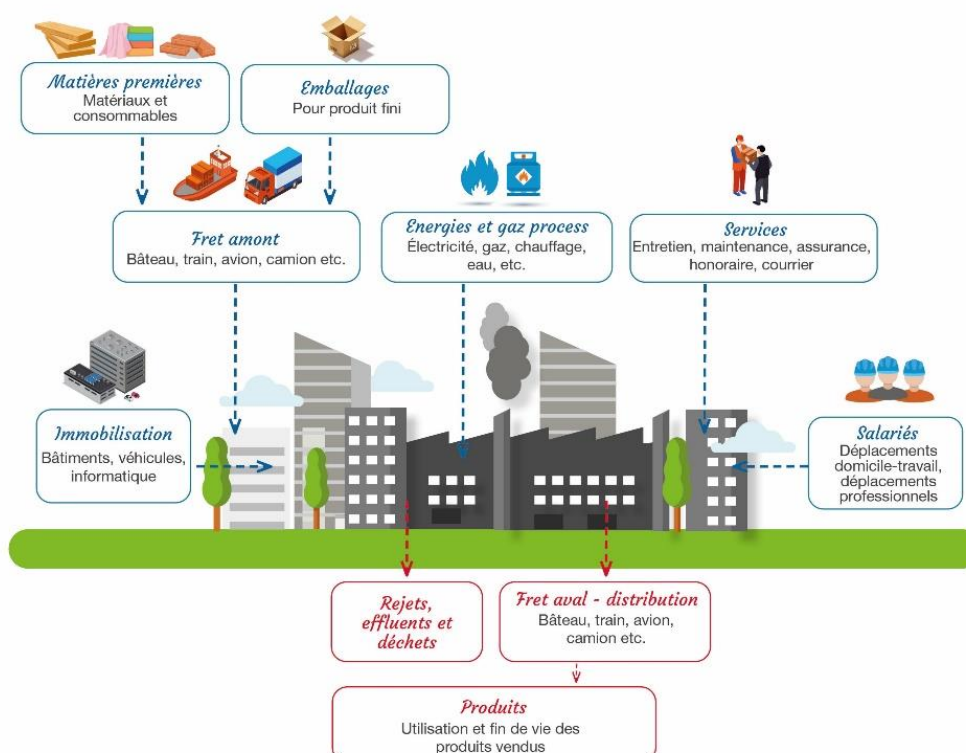 Matières premières
Matériaux et
consommables
Emballages
Pour produit fini
Fret amont
Bâteau, train, avion, camion etc.
Energies et gaz process
Électricité, gaz, chauffage,
eau, etc.
Services
Entretien, maintenance, assurance,
honoraire, courrier
Immobilisation
Bâtiments, véhicules,
informatique
Salariés
Déplacements
domicile-travail,
déplacements
professionnels
Rejets,
effluents et
déchets
Fret aval - distribution
Bâteau, train, avion,
camion etc.
Produits
Utilisation et fin de vie des
produits vendus